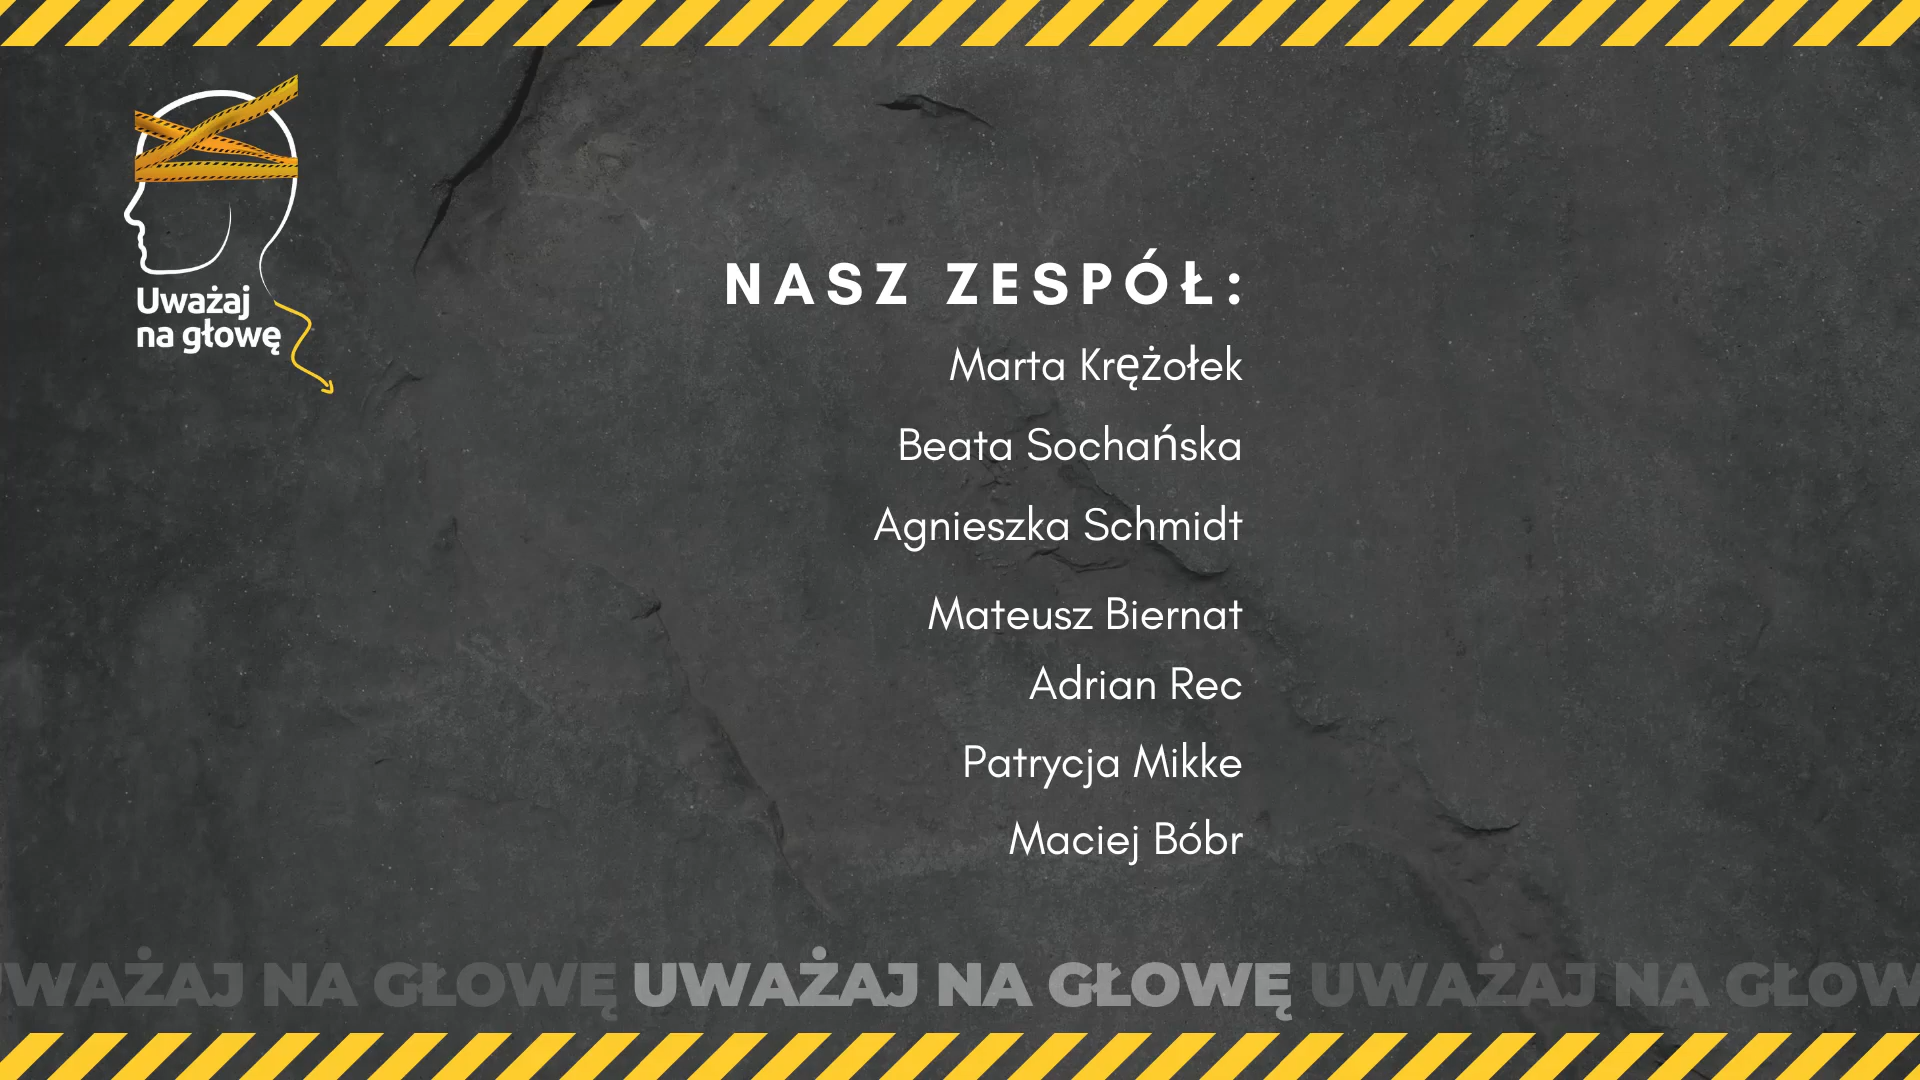 Uważaj
na głowę
NASZ ZESPÓŁ:
Marta Krężołek
Beata Sochańska
Agnieszka Schmidt
Mateusz Biernat
Adrian Rec
Patrycja Mikke
Maciej Bóbr
UWAŻAJ NA GŁOWĘ UWAŻAJ NA GŁOWĘ UWAŻAJ NA GŁOW